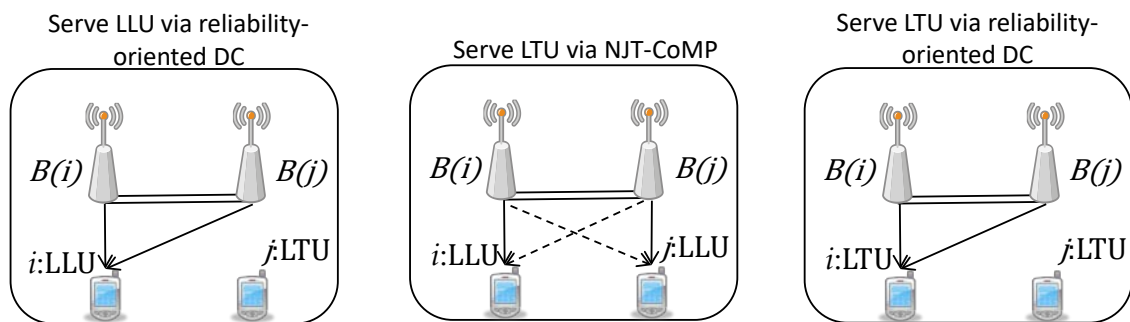 Serve LLU via reliability-
oriented DC
B(i)
B(j)
i:LLU
j:LTU
Serve LTU via NJT-CoMP
B(i)
B(j)
i:LLU
j:LLU
Serve LTU via reliability-
oriented DC
B(i)
B(j)
i:LTU
j:LTU